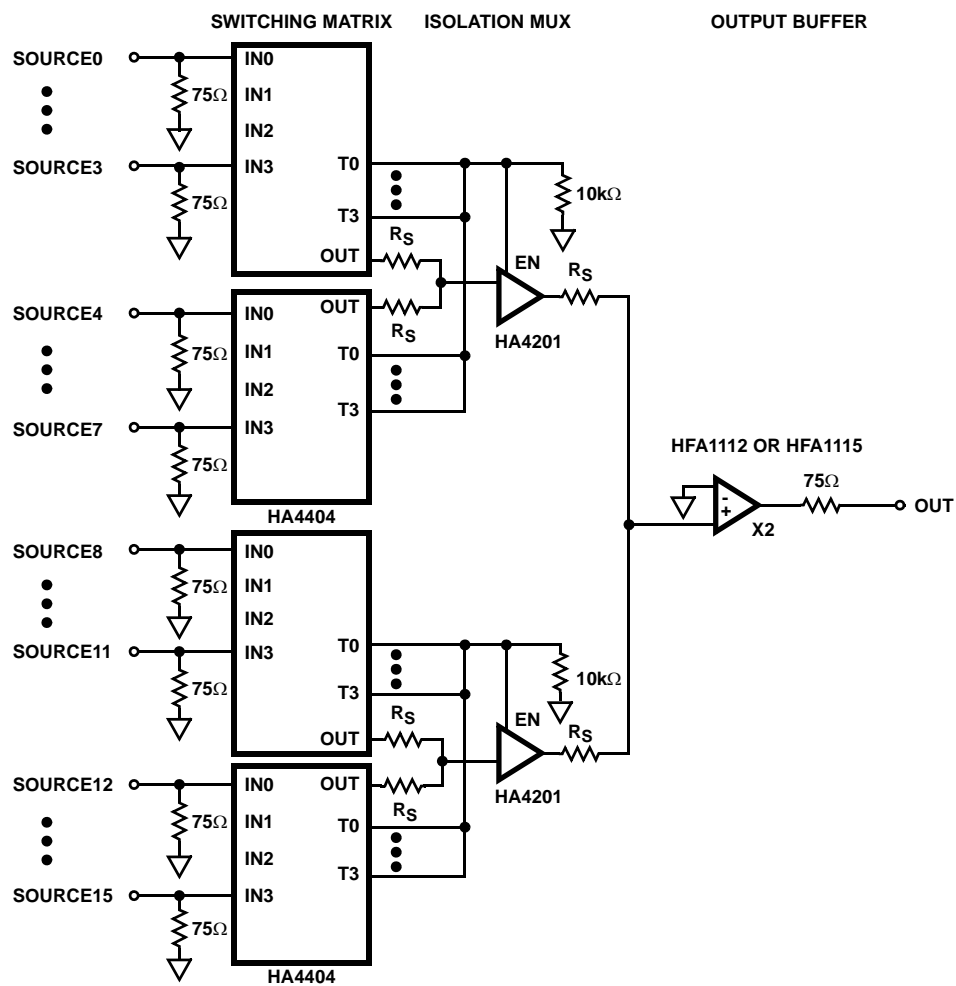 SWITCHING MATRIX
ISOLATION MUX
OUTPUT BUFFER
SOURCE0
75Ω
IN0
IN1
IN2
SOURCE3
75Ω
IN3
T0
T3
OUT
RS
10kΩ
EN
RS
HA4201
SOURCE4
75Ω
IN0
IN1
IN2
OUT
RS
T0
T3
SOURCE7
75Ω
IN3
HA4404
HFA1112 OR HFA1115
-
+
X2
75Ω
OUT
SOURCE8
75Ω
IN0
IN1
IN2
SOURCE11
75Ω
IN3
T0
T3
OUT
RS
10kΩ
EN
RS
HA4201
SOURCE12
75Ω
IN0
IN1
IN2
OUT
RS
T0
T3
SOURCE15
75Ω
IN3
HA4404